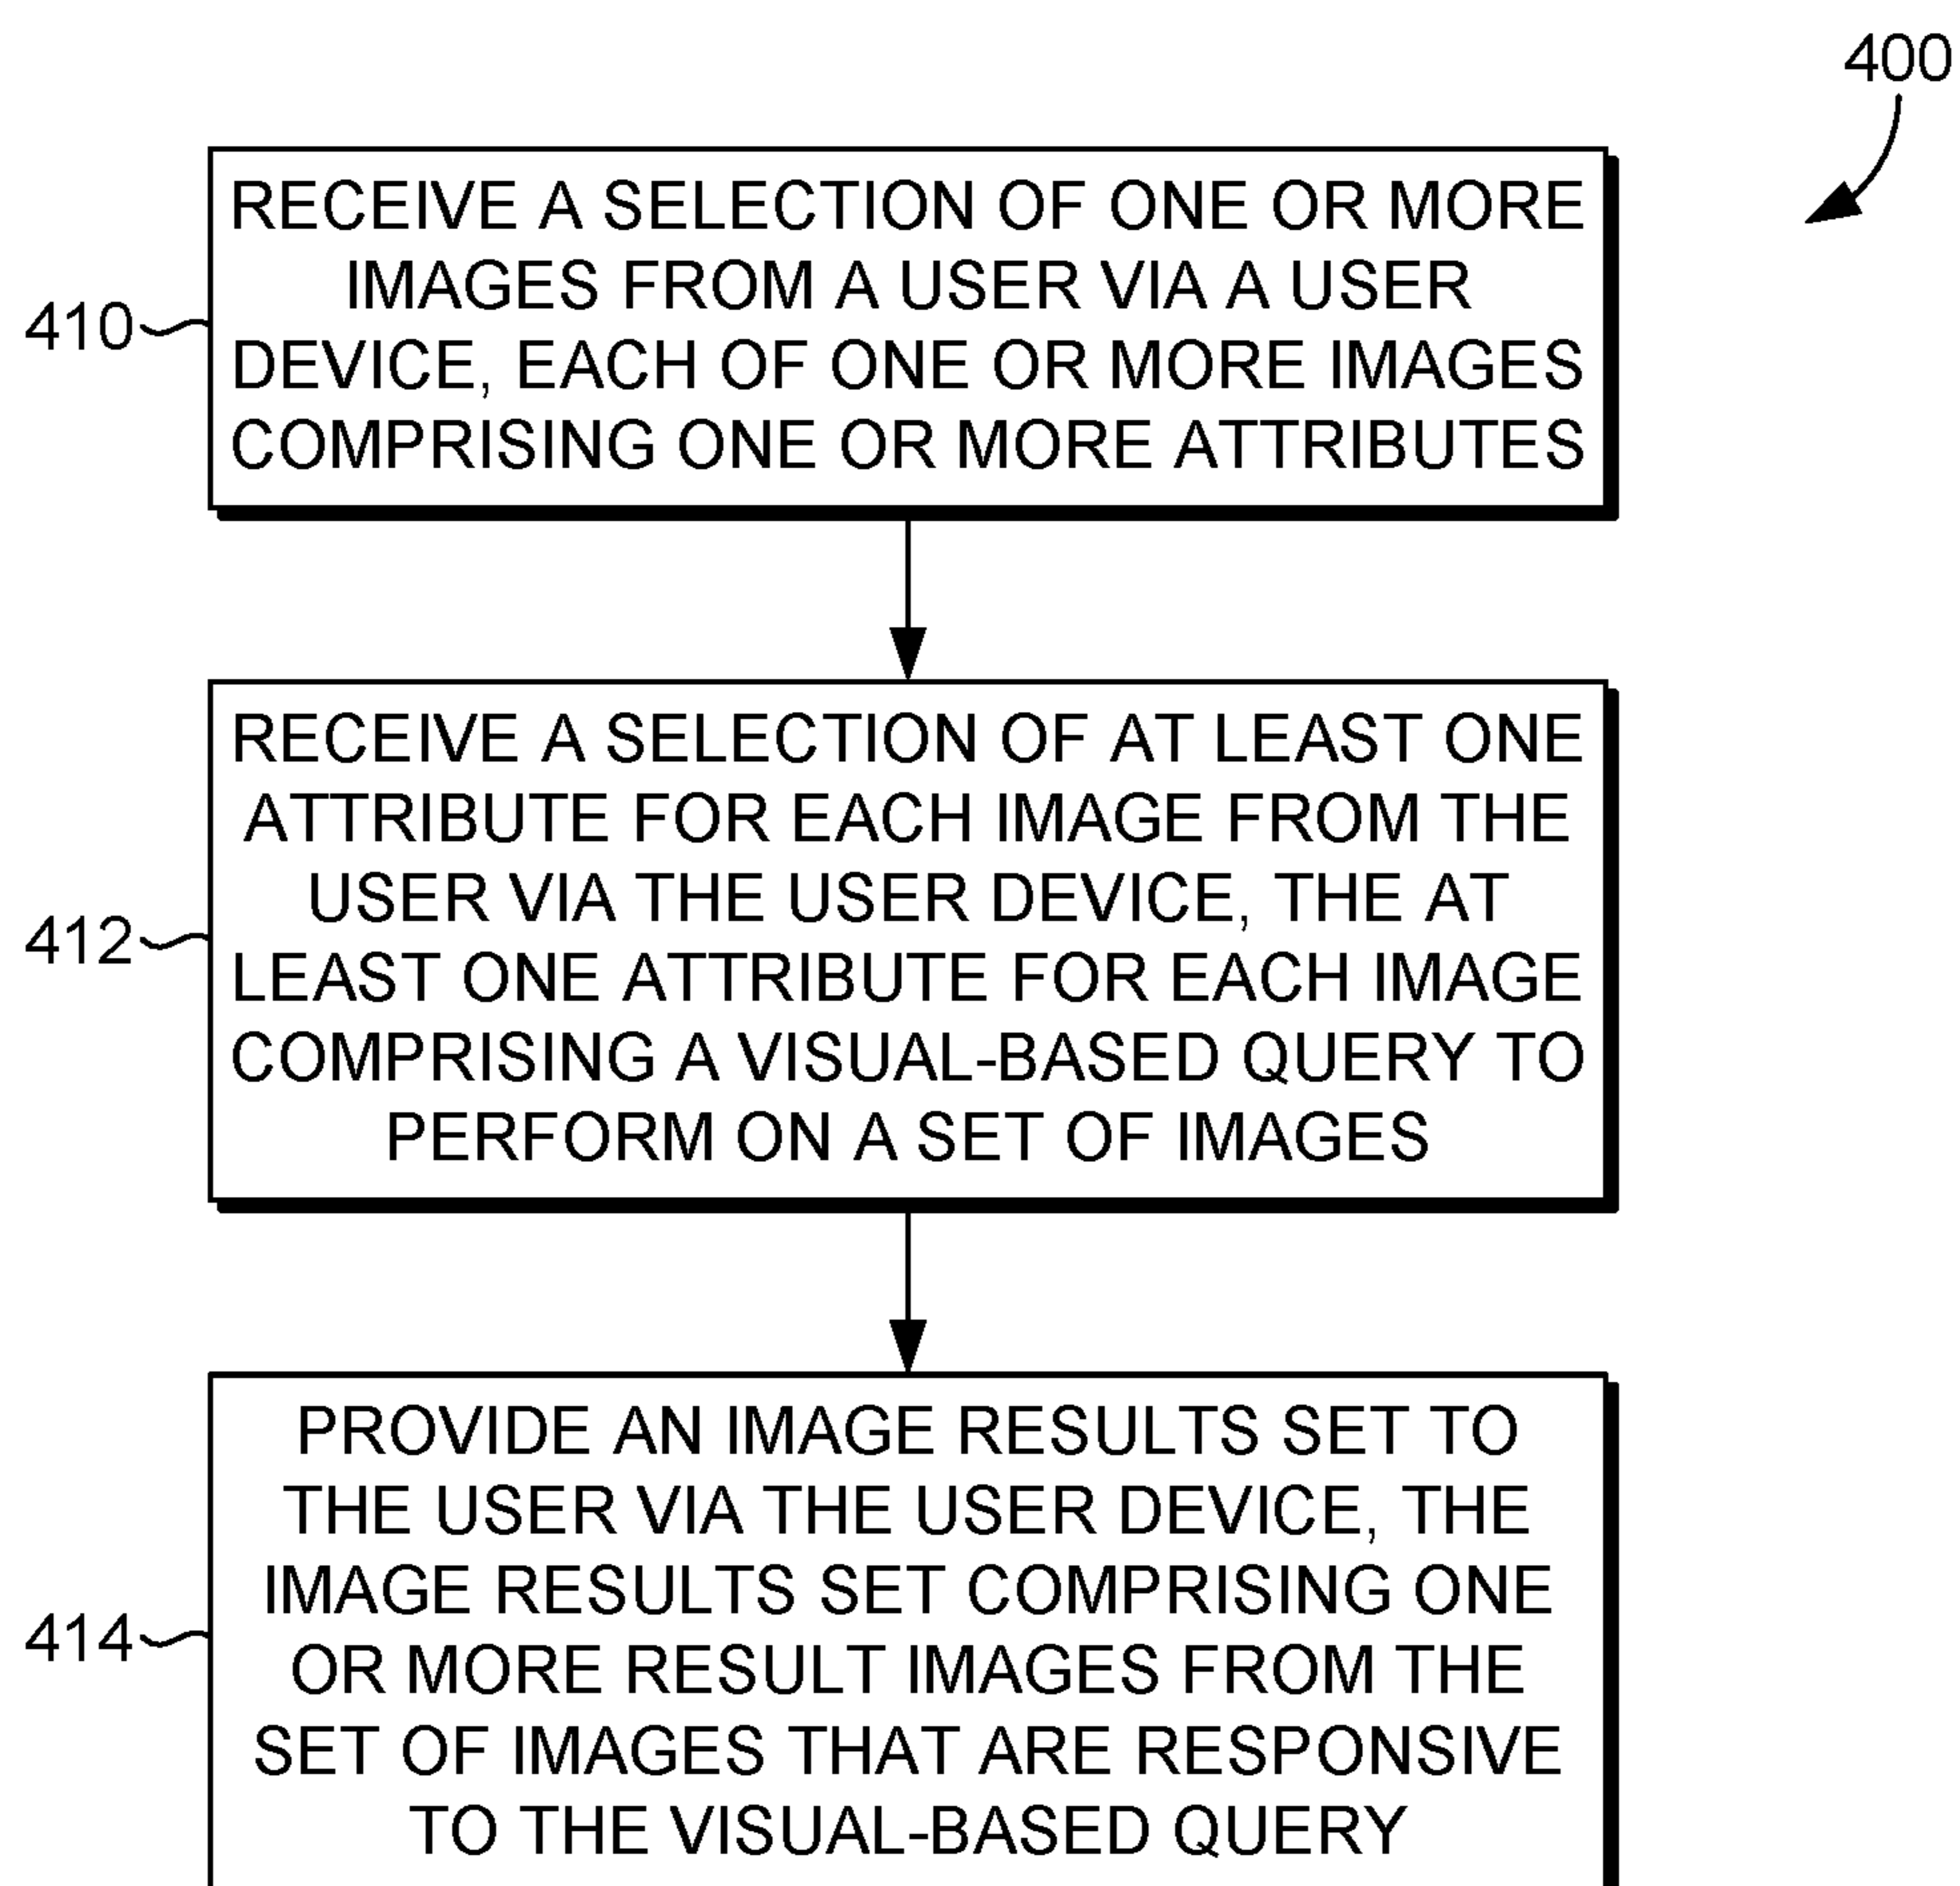 400
RECEIVE A SELECTION OF ONE OR MORE
IMAGES FROM A USER VIA A USER
DEVICE, EACH OF ONE OR MORE IMAGES
COMPRISING ONE OR MORE ATTRIBUTES
410
RECEIVE A SELECTION OF AT LEAST ONE
ATTRIBUTE FOR EACH IMAGE FROM THE
USER VIA THE USER DEVICE, THE AT
LEAST ONE ATTRIBUTE FOR EACH IMAGE
COMPRISING A VISUAL-BASED QUERY TO
PERFORM ON A SET OF IMAGES
412
PROVIDE AN IMAGE RESULTS SET TO
THE USER VIA THE USER DEVICE, THE
IMAGE RESULTS SET COMPRISING ONE
OR MORE RESULT IMAGES FROM THE
SET OF IMAGES THAT ARE RESPONSIVE
TO THE VISUAL-BASED QUERY
414